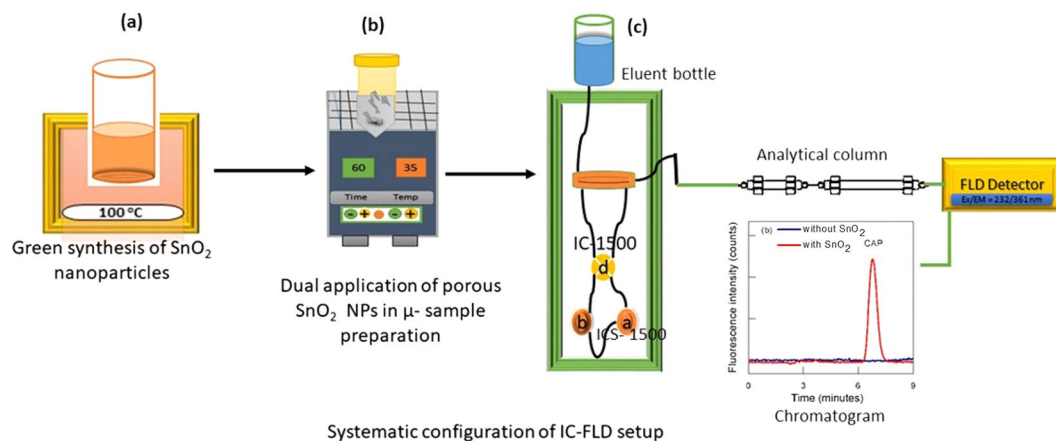 (a)
100 °C
Green synthesis of SnO₂
nanoparticles
(b)
60
35
Time
Temp
− + − +
Dual application of porous
SnO₂ NPs in µ- sample
preparation
(c)
Eluent bottle
IC-1500
d
b
a
ICS- 1500
Analytical column
FLD Detector
Ex/EM = 232/361 nm
(b)
without SnO₂
with SnO₂
CAP
Fluorescence intensity (counts)
0 3 6 9
Time (minutes)
Chromatogram
Systematic configuration of IC-FLD setup